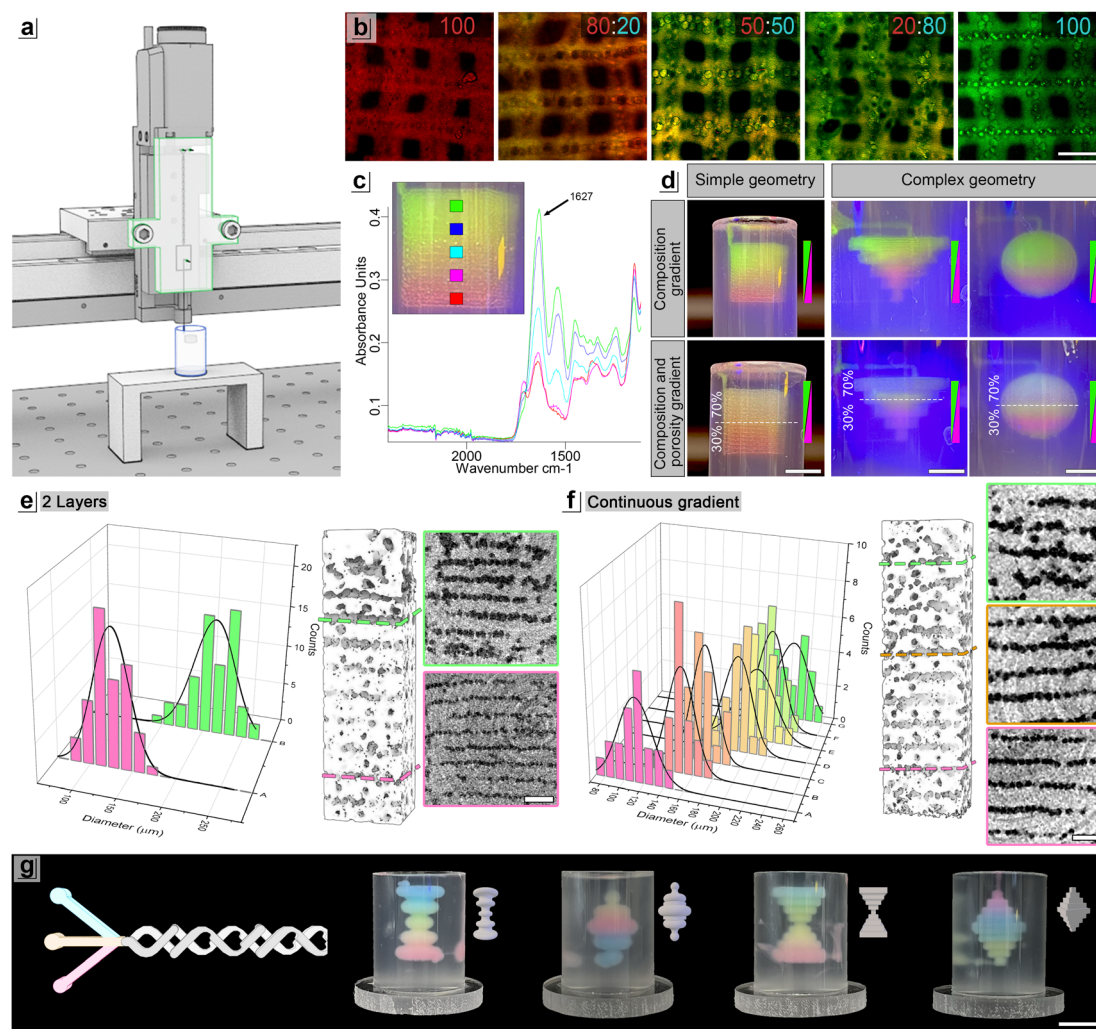 a
b
100
80:20
50:50
20:80
100
c
1627
0.4
0.3
0.2
0.1
Absorbance Units
2000
1500
Wavenumber cm-1
d
Simple geometry
Complex geometry
Composition
gradient
Composition and
porosity gradient
30% 70%
30% 70%
30% 70%
e
2 Layers
20
15
10
5
0
Counts
B
A
100
150
200
250
Diameter (μm)
f
Continuous gradient
10
8
6
4
2
0
Counts
G
F
E
C
B
A
80
100
120
140
160
180
200
220
240
260
Diameter (μm)
g